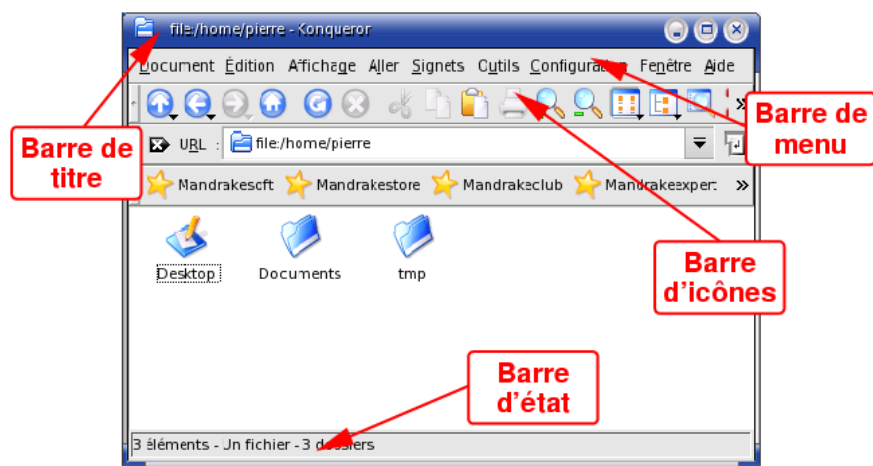 file:/home/pierre - Konqueror
Document Édition Affichage Aller Signets Outils Configuration Fenêtre Aide
Barre de
titre
Barre de
menu
URL : file:/home/pierre
Mandrakesoft Mandrakestore Mandrakeclub Mandrakeexpert
Desktop Documents tmp
Barre
d'icônes
Barre
d'état
3 éléments - Un fichier - 3 dossiers